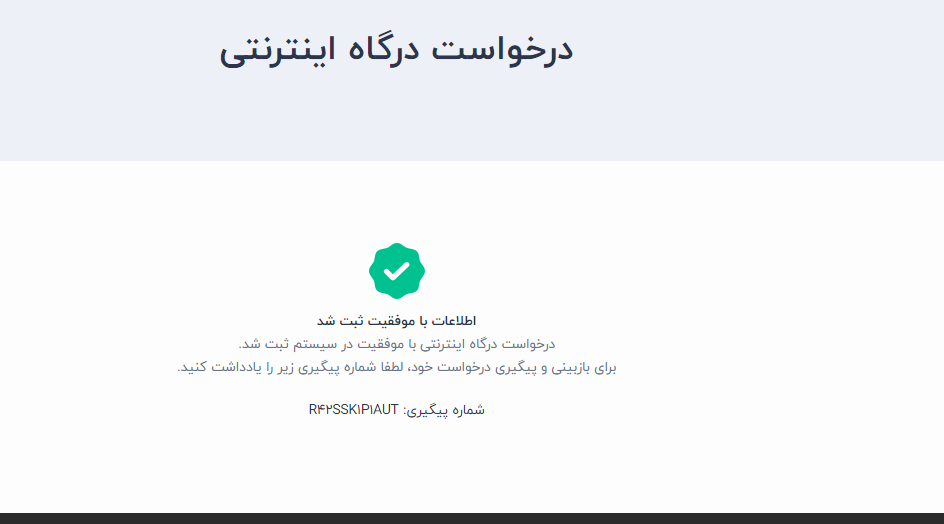 درخواست درگاه اینترنتی
اطلاعات با موفقیت ثبت شد
درخواست درگاه اینترنتی با موفقیت در سیستم ثبت شد.
برای بازبینی و پیگیری درخواست خود، لطفا شماره پیگیری زیر را یادداشت کنید.
شماره پیگیری: R۴۲SSK۱P۱AUT